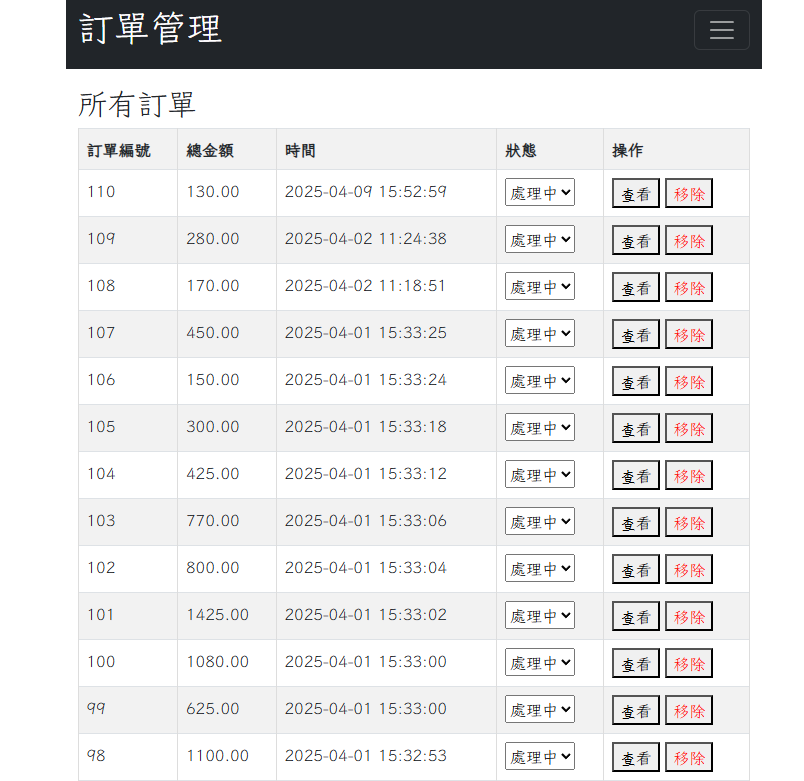 訂單管理
所有訂單
訂單編號 總金額 時間 狀態 操作
110 130.00 2025-04-09 15:52:59 處理中 查看 移除
109 280.00 2025-04-02 11:24:38 處理中 查看 移除
108 170.00 2025-04-02 11:18:51 處理中 查看 移除
107 450.00 2025-04-01 15:33:25 處理中 查看 移除
106 150.00 2025-04-01 15:33:24 處理中 查看 移除
105 300.00 2025-04-01 15:33:18 處理中 查看 移除
104 425.00 2025-04-01 15:33:12 處理中 查看 移除
103 770.00 2025-04-01 15:33:06 處理中 查看 移除
102 800.00 2025-04-01 15:33:04 處理中 查看 移除
101 1425.00 2025-04-01 15:33:02 處理中 查看 移除
100 1080.00 2025-04-01 15:33:00 處理中 查看 移除
99 625.00 2025-04-01 15:33:00 處理中 查看 移除
98 1100.00 2025-04-01 15:32:53 處理中 查看 移除